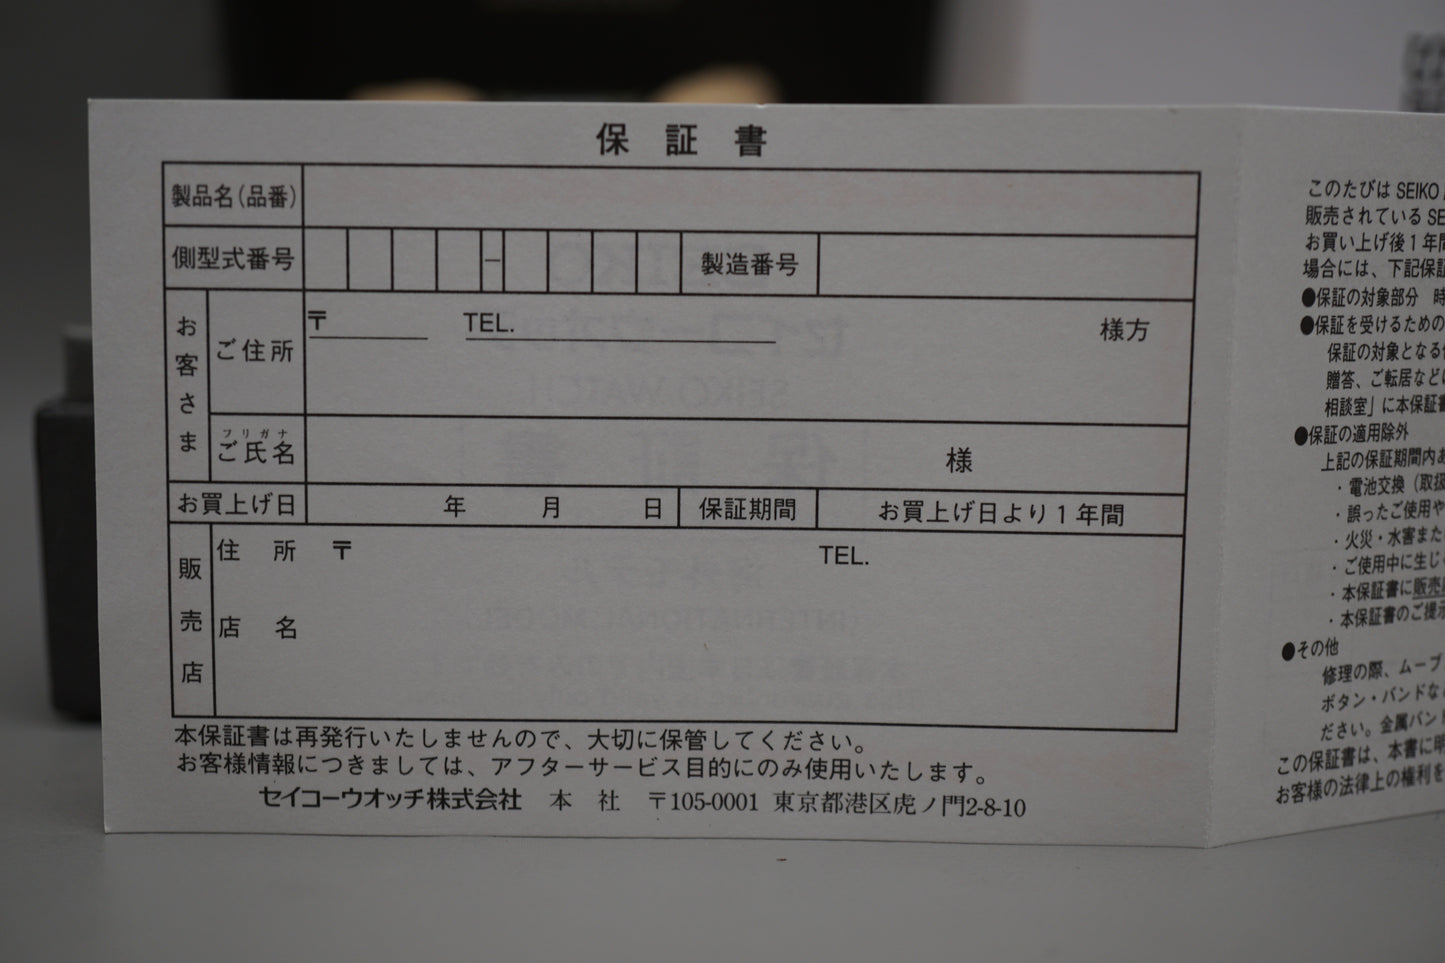 保証書
製品名(品番)
側型式番号 － 製造番号
お客さま
ご住所 〒 TEL. 様方
フリガナ
ご氏名 様
お買上げ日 年 月 日 保証期間 お買上げ日より1年間
販売店
住所 〒 TEL.
店名
本保証書は再発行いたしませんので、大切に保管してください。
お客様情報につきましては、アフターサービス目的にのみ使用いたします。
セイコーウオッチ株式会社 本社 〒105-0001 東京都港区虎ノ門2-8-10
このたびは SEIKO
販売されている SE
お買い上げ後1年間
場合には、下記保証
●保証の対象部分 時
●保証を受けるための
保証の対象となる
贈答、ご転居など
相談室」に本保証書
●保証の適用除外
上記の保証期間内
・電池交換（取扱
・誤ったご使用や
・火災・水害また
・ご使用中に生じ
・本保証書に販売
・本保証書のご提示
●その他
修理の際、ムーブ
ボタン・バンドな
ださい。金属バン
この保証書は、本書に明
お客様の法律上の権利を